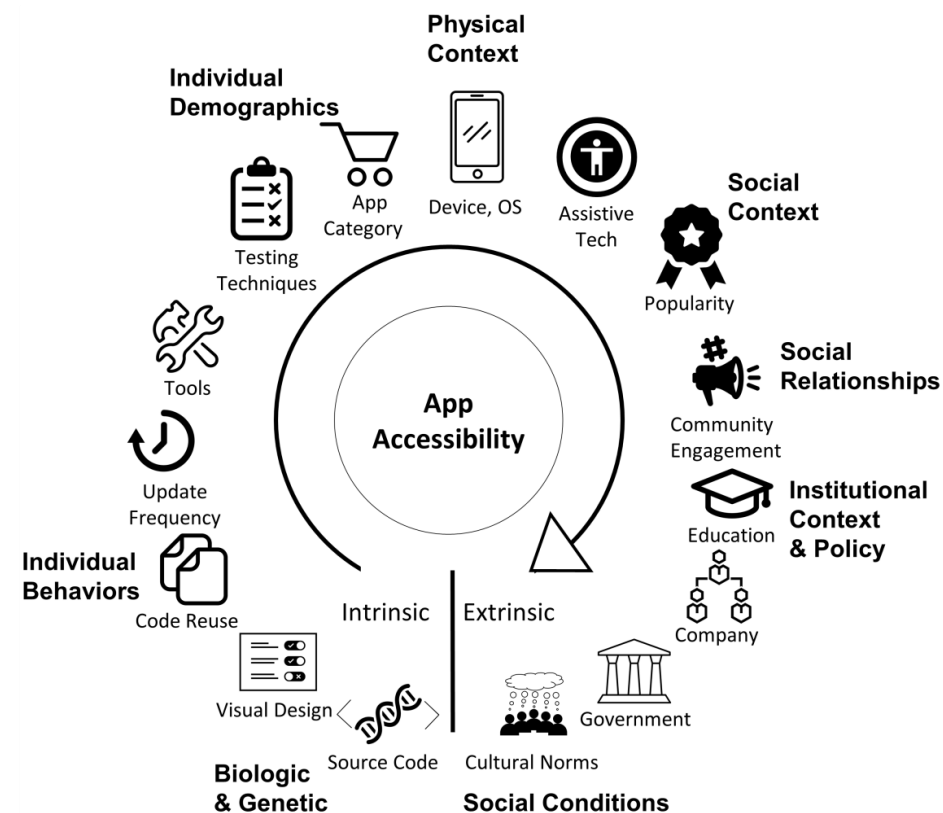 Physical
Context
Individual
Demographics
App
Category
Device, OS
Assistive
Tech
Social
Context
Testing
Techniques
Popularity
Tools
App
Accessibility
Social
Relationships
Community
Engagement
Update
Frequency
Education
Institutional
Context
& Policy
Individual
Behaviors
Code Reuse
Intrinsic
Extrinsic
Company
Visual Design
Government
Source Code
Cultural Norms
Biologic
& Genetic
Social Conditions